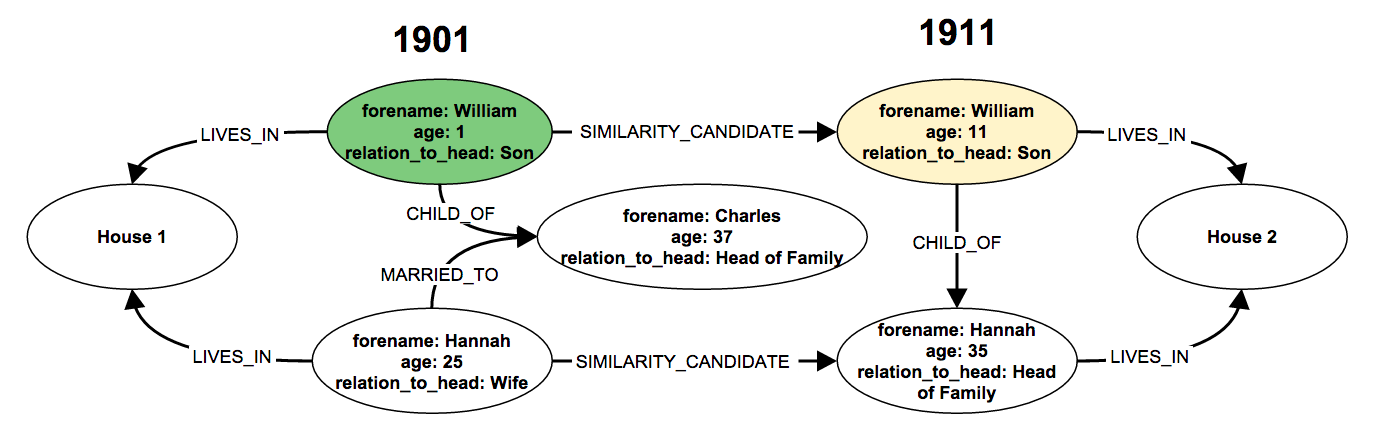 1901
1911
forename: William
age: 1
relation_to_head: Son
forename: William
age: 11
relation_to_head: Son
LIVES_IN
SIMILARITY_CANDIDATE
LIVES_IN
CHILD_OF
forename: Charles
age: 37
relation_to_head: Head of Family
House 1
House 2
CHILD_OF
MARRIED_TO
forename: Hannah
age: 25
relation_to_head: Wife
forename: Hannah
age: 35
relation_to_head: Head
of Family
LIVES_IN
SIMILARITY_CANDIDATE
LIVES_IN